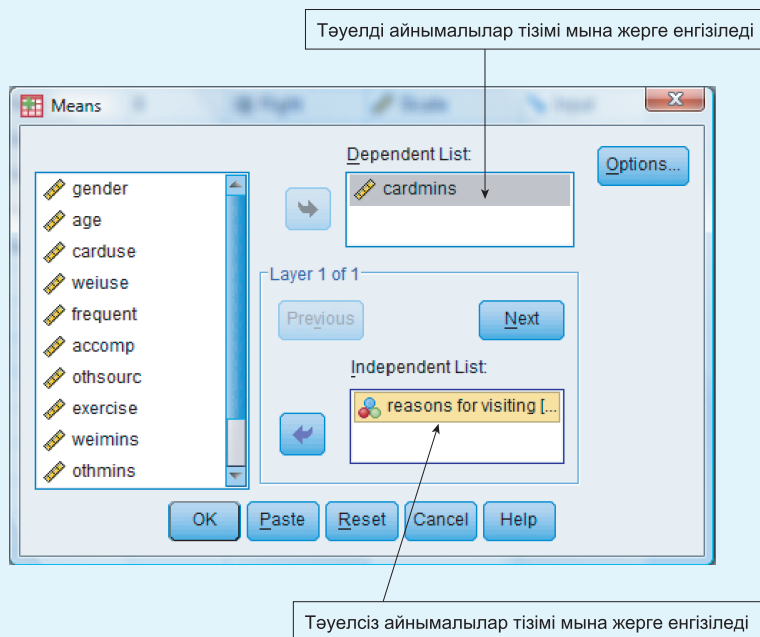 Тәуелді айнымалылар тізімі мына жерге енгізіледі
Means
Dependent List:
Options...
cardmins
gender
age
carduse
weiuse
frequent
accomp
othsourc
exercise
weimins
othmins
Layer 1 of 1
Previous
Next
Independent List:
reasons for visiting [...
OK
Paste
Reset
Cancel
Help
Тәуелсіз айнымалылар тізімі мына жерге енгізіледі